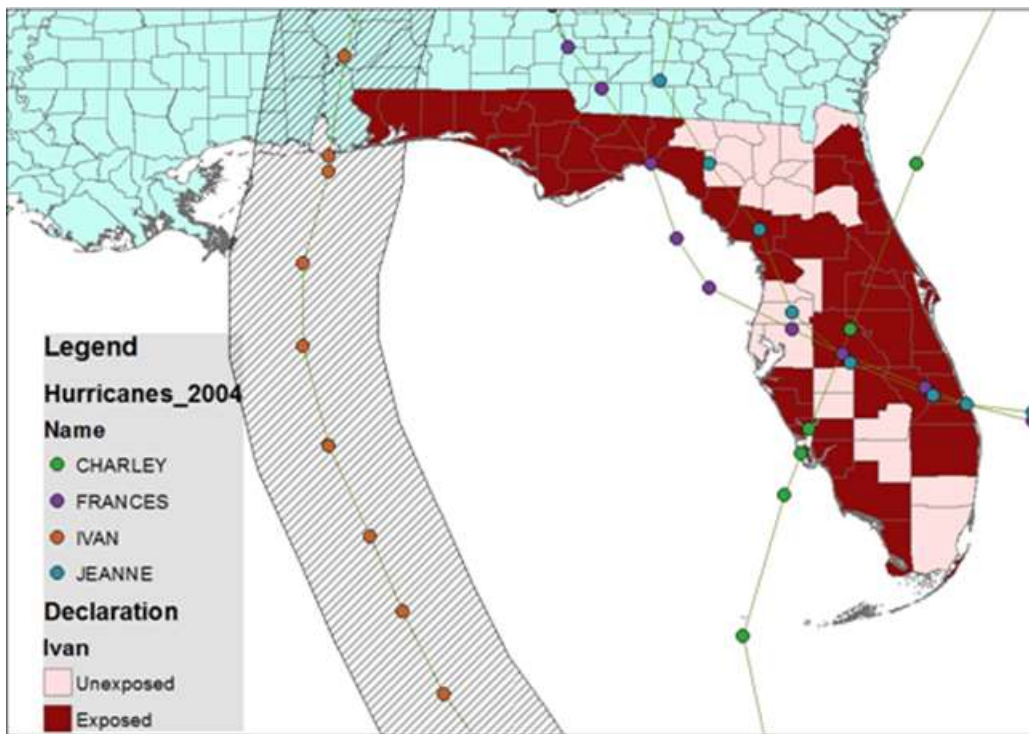 Legend
Hurricanes_2004
Name
CHARLEY
FRANCES
IVAN
JEANNE
Declaration
Ivan
Unexposed
Exposed